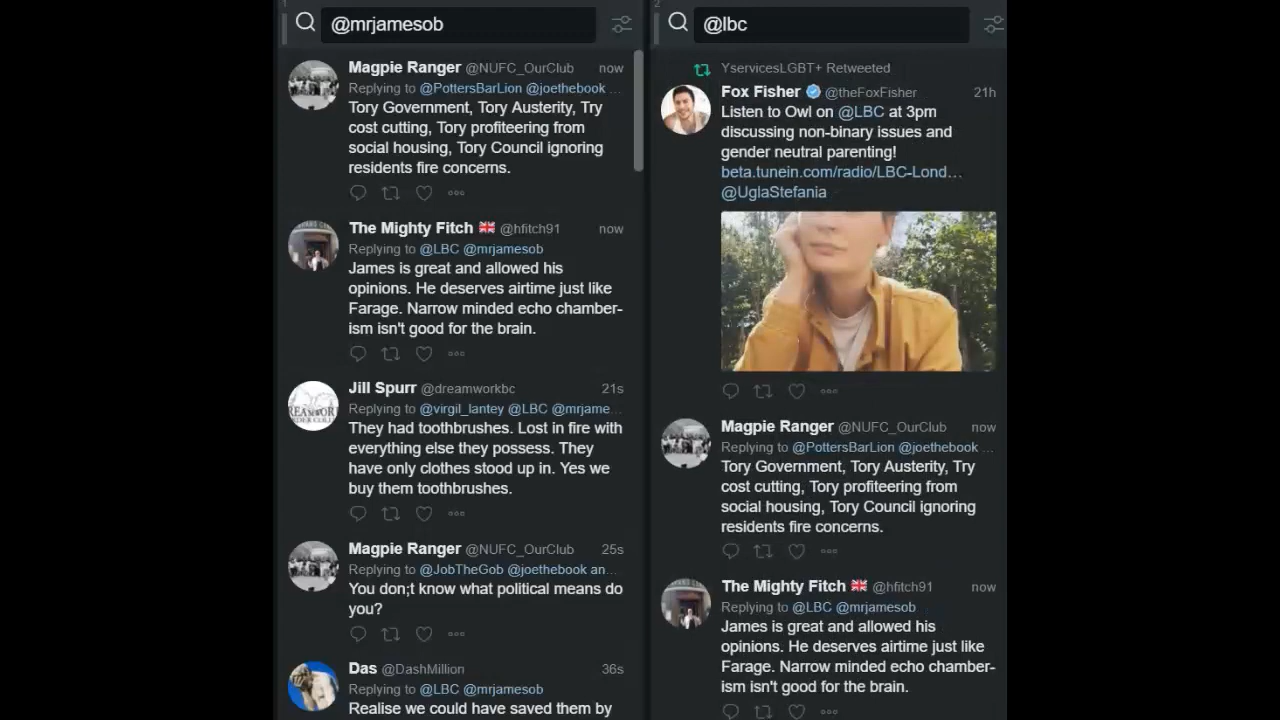 1
@mrjamesob
Magpie Ranger @NUFC_OurClub now
Replying to @PottersBarLion @joethebook ...
Tory Government, Tory Austerity, Try
cost cutting, Tory profiteering from
social housing, Tory Council ignoring
residents fire concerns.
The Mighty Fitch 🇬🇧 @hfitch91 now
Replying to @LBC @mrjamesob
James is great and allowed his
opinions. He deserves airtime just like
Farage. Narrow minded echo chamber-
ism isn't good for the brain.
Jill Spurr @dreamworkbc 21s
Replying to @virgil_lantey @LBC @mrjame...
They had toothbrushes. Lost in fire with
everything else they possess. They
have only clothes stood up in. Yes we
buy them toothbrushes.
Magpie Ranger @NUFC_OurClub 25s
Replying to @JobTheGob @joethebook an...
You don;t know what political means do
you?
Das @DashMillion 36s
Replying to @LBC @mrjamesob
Realise we could have saved them by
2
@lbc
YservicesLGBT+ Retweeted
Fox Fisher @theFoxFisher 21h
Listen to Owl on @LBC at 3pm
discussing non-binary issues and
gender neutral parenting!
beta.tunein.com/radio/LBC-Lond…
@UglaStefania
Magpie Ranger @NUFC_OurClub now
Replying to @PottersBarLion @joethebook ...
Tory Government, Tory Austerity, Try
cost cutting, Tory profiteering from
social housing, Tory Council ignoring
residents fire concerns.
The Mighty Fitch 🇬🇧 @hfitch91 now
Replying to @LBC @mrjamesob
James is great and allowed his
opinions. He deserves airtime just like
Farage. Narrow minded echo chamber-
ism isn't good for the brain.